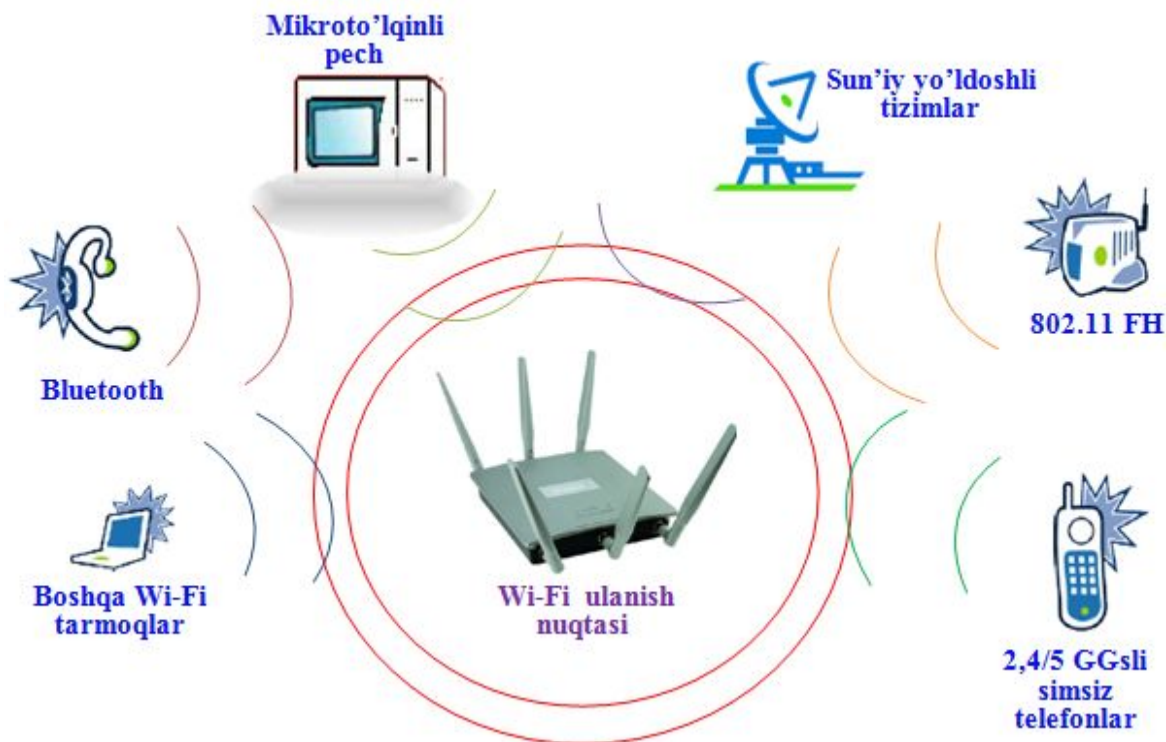 Mikroto’lqinli
pech
Sun’iy yo’ldoshli
tizimlar
802.11 FH
Bluetooth
Boshqa Wi-Fi
tarmoqlar
Wi-Fi ulanish
nuqtasi
2,4/5 GGsli
simsiz
telefonlar